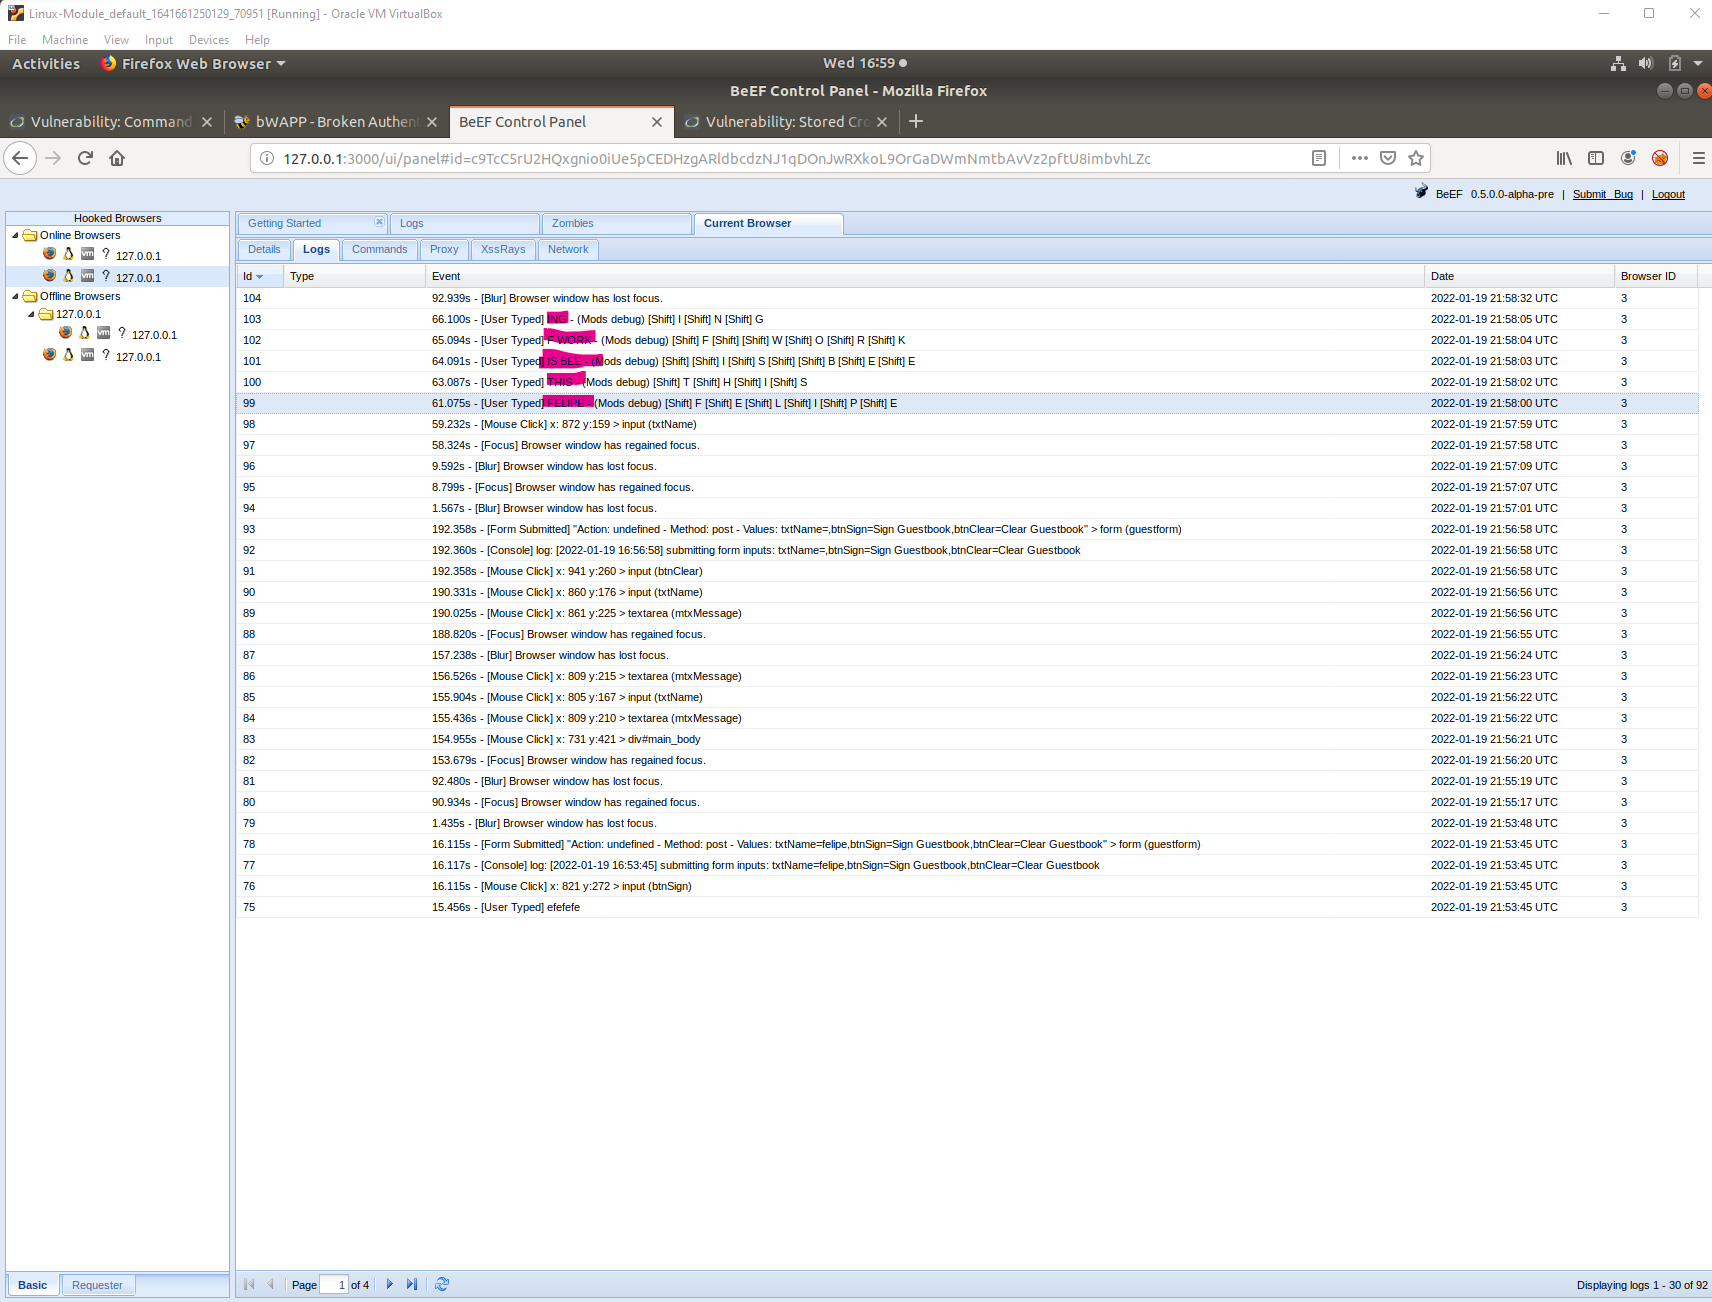 Linux-Module_default_1641661250129_70951 [Running] - Oracle VM VirtualBox
File Machine View Input Devices Help
Activities Firefox Web Browser Wed 16:59
BeEF Control Panel - Mozilla Firefox
Vulnerability: Command bWAPP - Broken Authen BeEF Control Panel Vulnerability: Stored Cro
127.0.0.1:3000/ui/panel#id=c9TcC5rU2HQxgnio0iUe5pCEDHzgARldbcdzNJ1qDOnJwRXkoL9OrGaDWmNmtbAvVz2pftU8imbvhLZc
BeEF 0.5.0.0-alpha-pre | Submit Bug | Logout
Hooked Browsers
Online Browsers
127.0.0.1
127.0.0.1
Offline Browsers
127.0.0.1
127.0.0.1
127.0.0.1
Getting Started Logs Zombies Current Browser
Details Logs Commands Proxy XssRays Network
Id Type Event Date Browser ID
104 92.939s - [Blur] Browser window has lost focus. 2022-01-19 21:58:32 UTC 3
103 66.100s - [User Typed] ING - (Mods debug) [Shift] I [Shift] N [Shift] G 2022-01-19 21:58:05 UTC 3
102 65.094s - [User Typed] F WORK - (Mods debug) [Shift] F [Shift] [Shift] W [Shift] O [Shift] R [Shift] K 2022-01-19 21:58:04 UTC 3
101 64.091s - [User Typed] IS BEE - (Mods debug) [Shift] [Shift] I [Shift] S [Shift] [Shift] B [Shift] E [Shift] E 2022-01-19 21:58:03 UTC 3
100 63.087s - [User Typed] THIS - (Mods debug) [Shift] T [Shift] H [Shift] I [Shift] S 2022-01-19 21:58:02 UTC 3
99 61.075s - [User Typed] FELIPE - (Mods debug) [Shift] F [Shift] E [Shift] L [Shift] I [Shift] P [Shift] E 2022-01-19 21:58:00 UTC 3
98 59.232s - [Mouse Click] x: 872 y:159 > input (txtName) 2022-01-19 21:57:59 UTC 3
97 58.324s - [Focus] Browser window has regained focus. 2022-01-19 21:57:58 UTC 3
96 9.592s - [Blur] Browser window has lost focus. 2022-01-19 21:57:09 UTC 3
95 8.799s - [Focus] Browser window has regained focus. 2022-01-19 21:57:07 UTC 3
94 1.567s - [Blur] Browser window has lost focus. 2022-01-19 21:57:01 UTC 3
93 192.358s - [Form Submitted] "Action: undefined - Method: post - Values: txtName=,btnSign=Sign Guestbook,btnClear=Clear Guestbook" > form (guestform) 2022-01-19 21:56:58 UTC 3
92 192.360s - [Console] log: [2022-01-19 16:56:58] submitting form inputs: txtName=,btnSign=Sign Guestbook,btnClear=Clear Guestbook 2022-01-19 21:56:58 UTC 3
91 192.358s - [Mouse Click] x: 941 y:260 > input (btnClear) 2022-01-19 21:56:58 UTC 3
90 190.331s - [Mouse Click] x: 860 y:176 > input (txtName) 2022-01-19 21:56:56 UTC 3
89 190.025s - [Mouse Click] x: 861 y:225 > textarea (mtxMessage) 2022-01-19 21:56:56 UTC 3
88 188.820s - [Focus] Browser window has regained focus. 2022-01-19 21:56:55 UTC 3
87 157.238s - [Blur] Browser window has lost focus. 2022-01-19 21:56:24 UTC 3
86 156.526s - [Mouse Click] x: 809 y:215 > textarea (mtxMessage) 2022-01-19 21:56:23 UTC 3
85 155.904s - [Mouse Click] x: 805 y:167 > input (txtName) 2022-01-19 21:56:22 UTC 3
84 155.436s - [Mouse Click] x: 809 y:210 > textarea (mtxMessage) 2022-01-19 21:56:22 UTC 3
83 154.955s - [Mouse Click] x: 731 y:421 > div#main_body 2022-01-19 21:56:21 UTC 3
82 153.679s - [Focus] Browser window has regained focus. 2022-01-19 21:56:20 UTC 3
81 92.480s - [Blur] Browser window has lost focus. 2022-01-19 21:55:19 UTC 3
80 90.934s - [Focus] Browser window has regained focus. 2022-01-19 21:55:17 UTC 3
79 1.435s - [Blur] Browser window has lost focus. 2022-01-19 21:53:48 UTC 3
78 16.115s - [Form Submitted] "Action: undefined - Method: post - Values: txtName=felipe,btnSign=Sign Guestbook,btnClear=Clear Guestbook" > form (guestform) 2022-01-19 21:53:45 UTC 3
77 16.117s - [Console] log: [2022-01-19 16:53:45] submitting form inputs: txtName=felipe,btnSign=Sign Guestbook,btnClear=Clear Guestbook 2022-01-19 21:53:45 UTC 3
76 16.115s - [Mouse Click] x: 821 y:272 > input (btnSign) 2022-01-19 21:53:45 UTC 3
75 15.456s - [User Typed] efefefe 2022-01-19 21:53:45 UTC 3
Basic Requester Page 1 of 4 Displaying logs 1 - 30 of 92